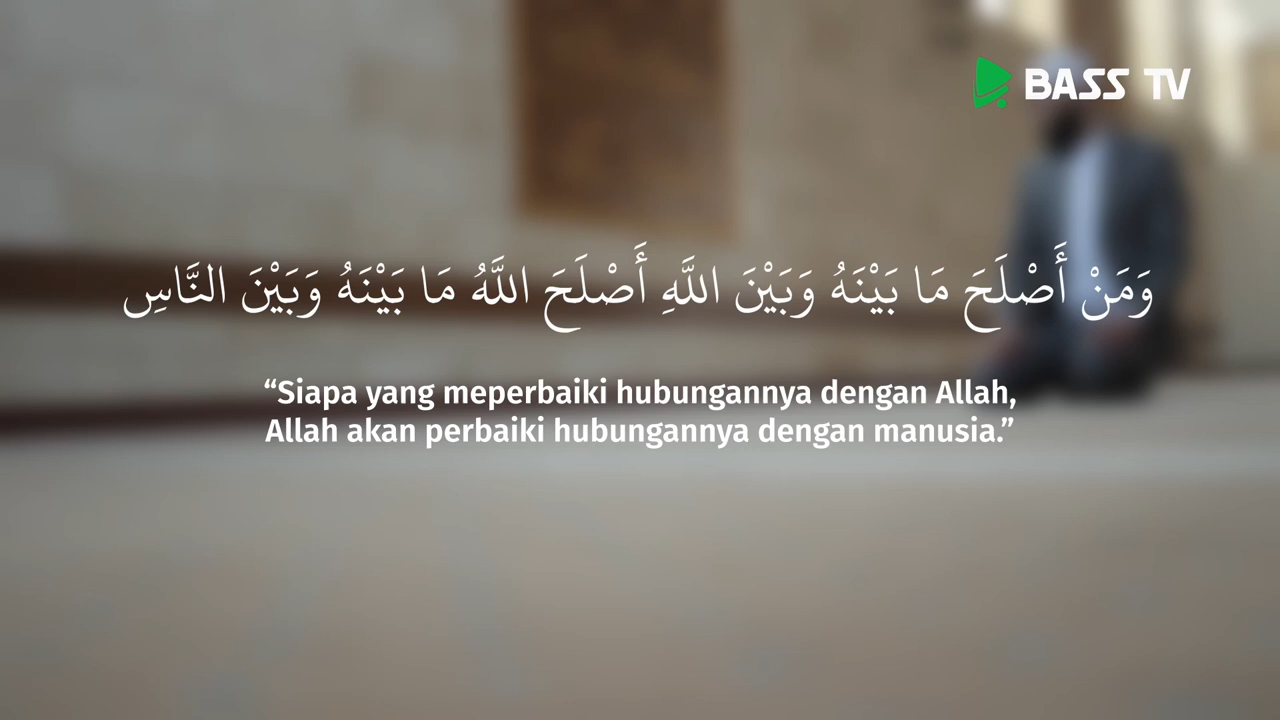 BASS TV
وَمَنْ أَصْلَحَ مَا بَيْنَهُ وَبَيْنَ اللَّهِ أَصْلَحَ اللَّهُ مَا بَيْنَهُ وَبَيْنَ النَّاسِ
“Siapa yang meperbaiki hubungannya dengan Allah,
Allah akan perbaiki hubungannya dengan manusia.”